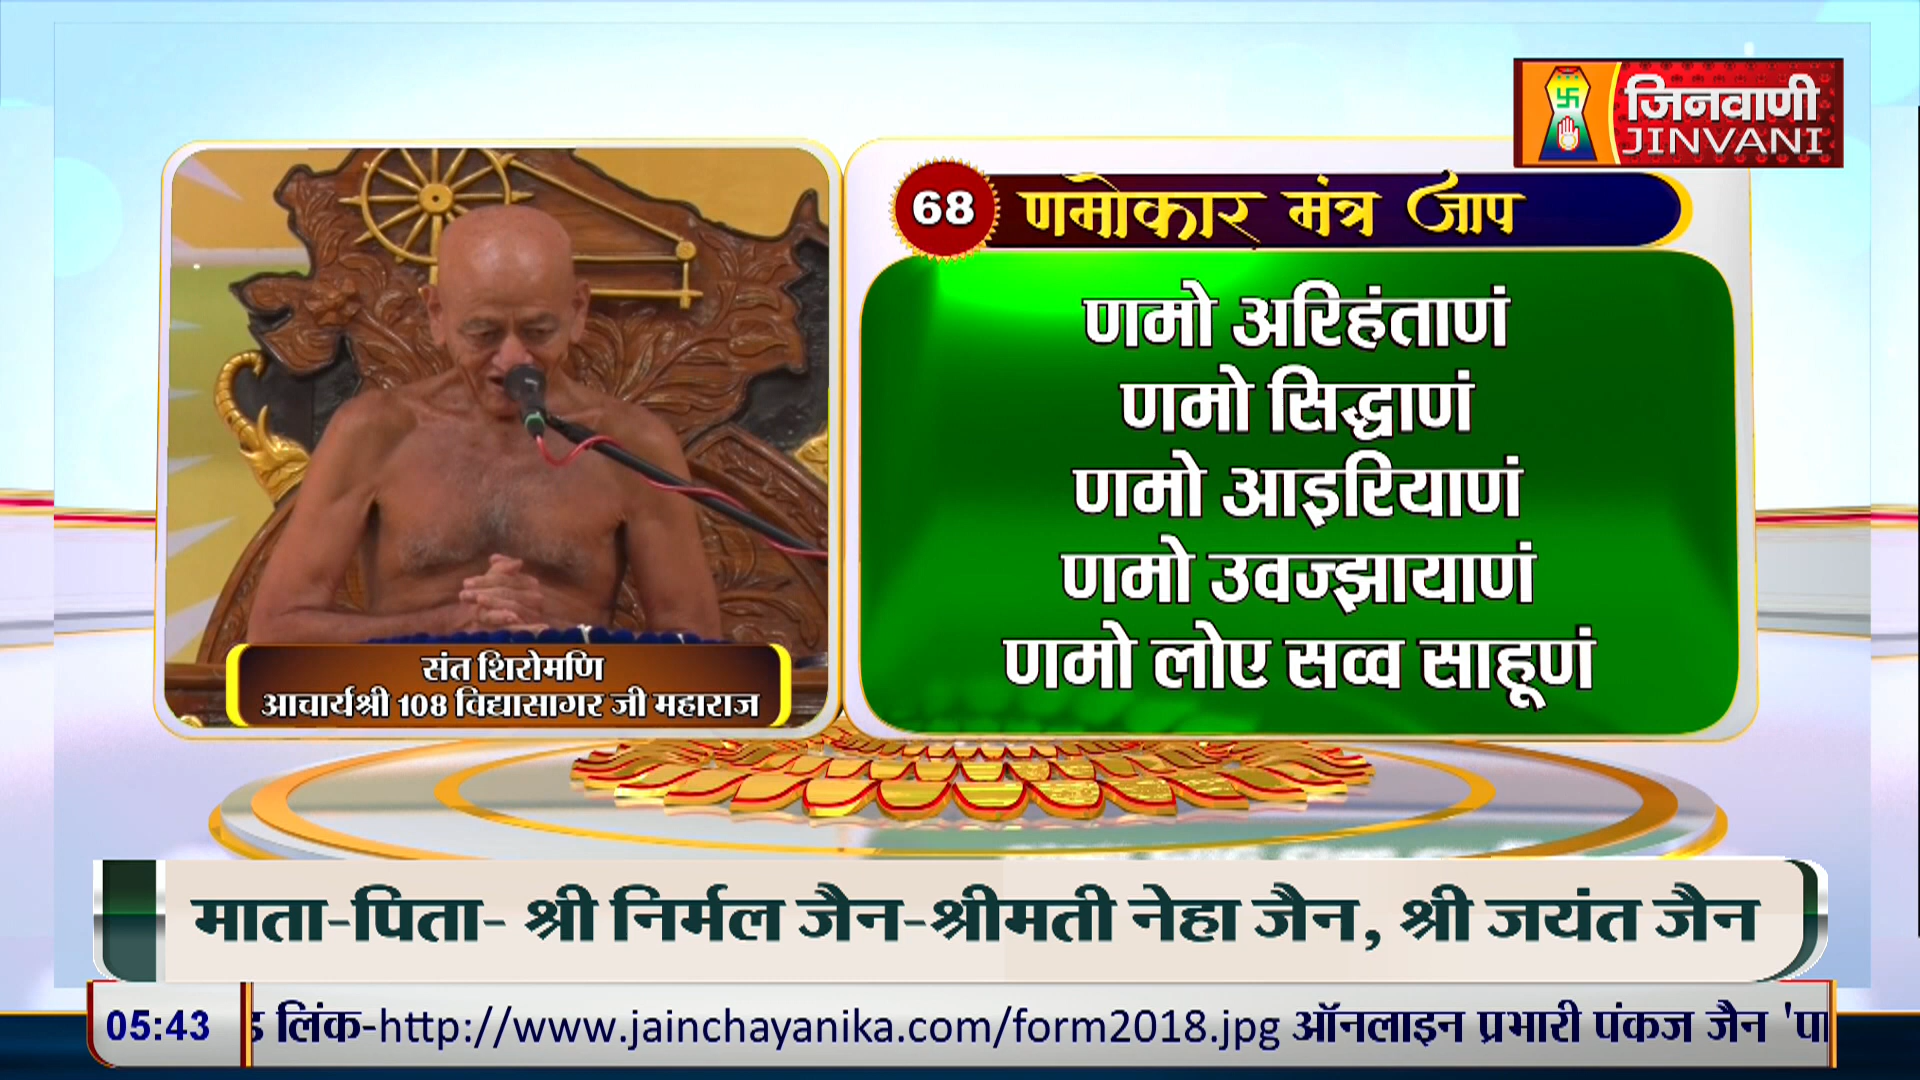 जिनवाणी
JINVANI
68 णमोकार मंत्र जाप
णमो अरिहंताणं
णमो सिद्धाणं
णमो आइरियाणं
णमो उवज्झायाणं
णमो लोए सव्व साहूणं
संत शिरोमणि
आचार्यश्री 108 विद्यासागर जी महाराज
माता-पिता- श्री निर्मल जैन-श्रीमती नेहा जैन, श्री जयंत जैन
05:43 लिंक-http://www.jainchayanika.com/form2018.jpg ऑनलाइन प्रभारी पंकज जैन 'पा